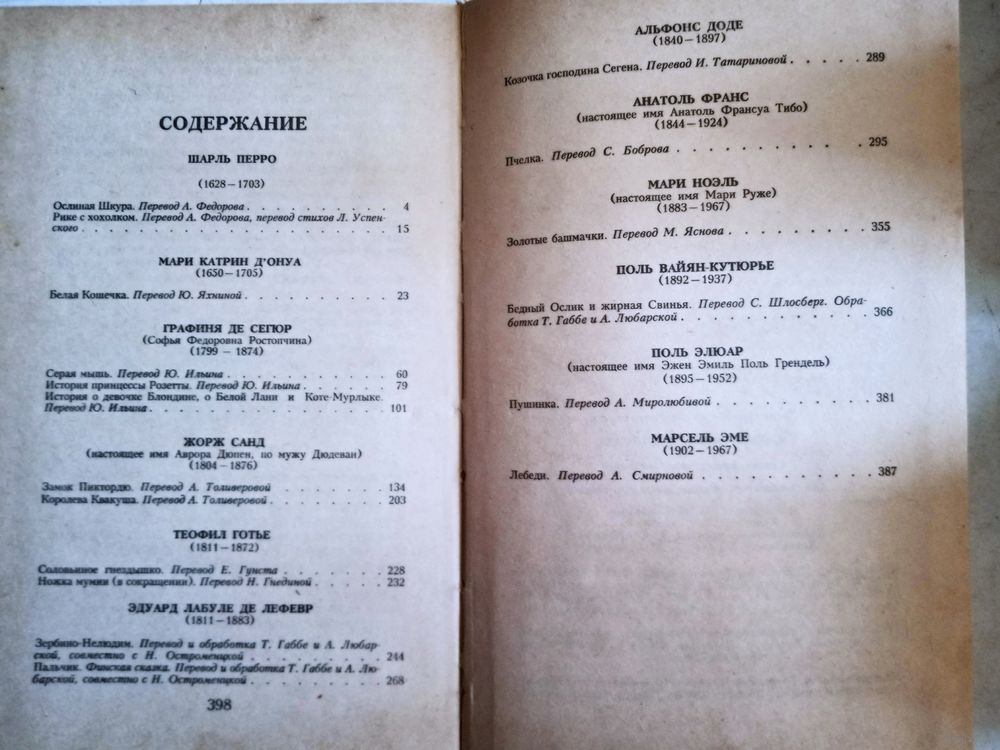 СОДЕРЖАНИЕ
ШАРЛЬ ПЕРРО
(1628—1703)
Ослиная Шкура. Перевод А. Федорова . . . . . . . . . . 4
Рике с хохолком. Перевод А. Федорова, перевод стихов Л. Успен-
ского . . . . . . . . . . . . . . . . . . . . . 15
МАРИ КАТРИН Д'ОНУА
(1650—1705)
Белая Кошечка. Перевод Ю. Яхниной . . . . . . . . . . 23
ГРАФИНЯ ДЕ СЕГЮР
(Софья Федоровна Ростопчина)
(1799 — 1874)
Серая мышь. Перевод Ю. Ильина . . . . . . . . . . . 60
История принцессы Розетты. Перевод Ю. Ильина . . . . . . . 79
История о девочке Блондине, о Белой Лани и Коте-Мурлыке.
Перевод Ю. Ильина . . . . . . . . . . . . . . . . 101
ЖОРЖ САНД
(настоящее имя Аврора Дюпен, по мужу Дюдеван)
(1804—1876)
Замок Пиктордю. Перевод А. Толиверовой . . . . . . . 134
Королева Квакуша. Перевод А. Толиверовой . . . . . . . . 203
ТЕОФИЛ ГОТЬЕ
(1811—1872)
Соловьиное гнездышко. Перевод Е. Гунста . . . . . . . 228
Ножка мумии (в сокращении). Перевод Н. Гнединой . . . . . 232
ЭДУАРД ЛАБУЛЕ ДЕ ЛЕФЕВР
(1811—1883)
Зербино-Нелюдим. Перевод и обработка Т. Габбе и А. Любар-
ской, совместно с Н. Остроменцкой . . . . . . . . . 244
Пальчик. Финская сказка. Перевод и обработка Т. Габбе и А. Лю-
барской, совместно с Н. Остроменцкой . . . . . . . . . 268
398
АЛЬФОНС ДОДЕ
(1840—1897)
Козочка господина Сегена. Перевод И. Татариновой . . . . . . 289
АНАТОЛЬ ФРАНС
(настоящее имя Анатоль Франсуа Тибо)
(1844—1924)
Пчелка. Перевод С. Боброва . . . . . . . . . . . 295
МАРИ НОЭЛЬ
(настоящее имя Мари Руже)
(1883—1967)
Золотые башмачки. Перевод М. Яснова . . . . . . . . . 355
ПОЛЬ ВАЙЯН-КУТЮРЬЕ
(1892—1937)
Бедный Ослик и жирная Свинья. Перевод С. Шлосберг. Обра-
ботка Т. Габбе и А. Любарской . . . . . . . . . . . . 366
ПОЛЬ ЭЛЮАР
(настоящее имя Эжен Эмиль Поль Грендель)
(1895—1952)
Пушинка. Перевод А. Миролюбивой . . . . . . . . . . 381
МАРСЕЛЬ ЭМЕ
(1902—1967)
Лебеди. Перевод А. Смирновой . . . . . . . . . . . 387